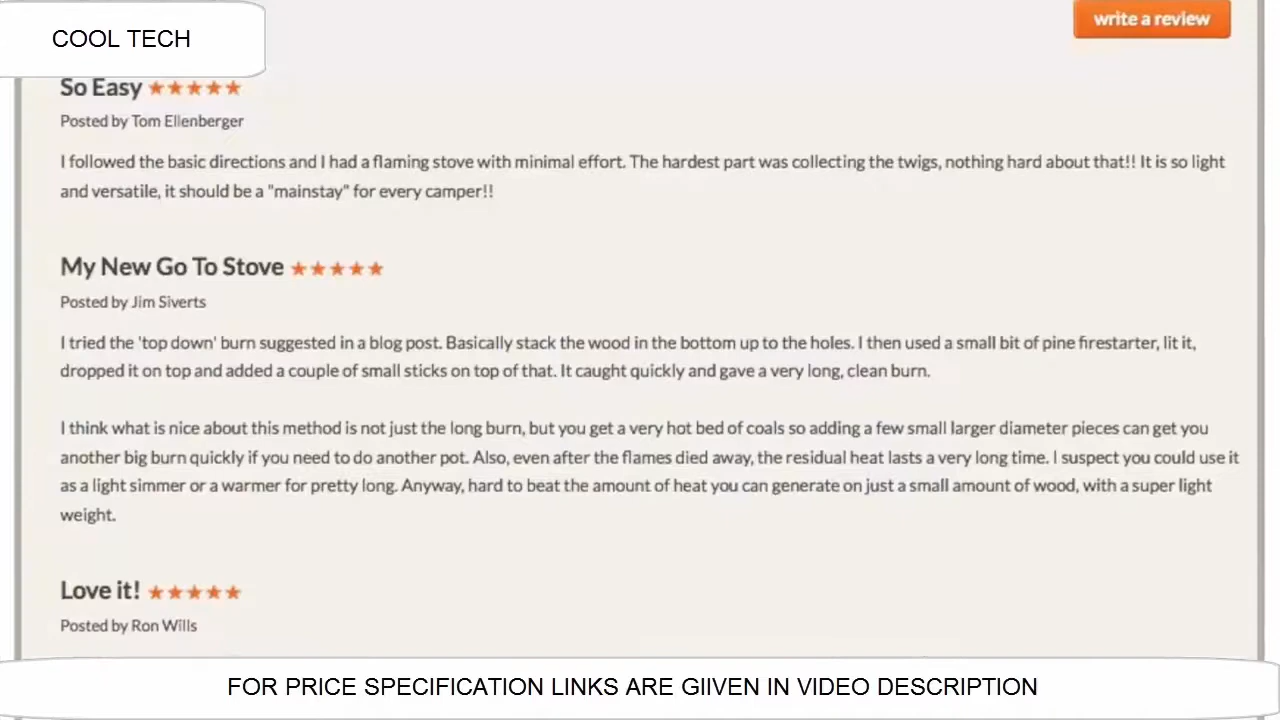 write a review
COOL TECH
So Easy ★★★★★
Posted by Tom Ellenberger
I followed the basic directions and I had a flaming stove with minimal effort. The hardest part was collecting the twigs, nothing hard about that!! It is so light
and versatile, it should be a "mainstay" for every camper!!
My New Go To Stove ★★★★★
Posted by Jim Siverts
I tried the 'top down' burn suggested in a blog post. Basically stack the wood in the bottom up to the holes. I then used a small bit of pine firestarter, lit it,
dropped it on top and added a couple of small sticks on top of that. It caught quickly and gave a very long, clean burn.
I think what is nice about this method is not just the long burn, but you get a very hot bed of coals so adding a few small larger diameter pieces can get you
another big burn quickly if you need to do another pot. Also, even after the flames died away, the residual heat lasts a very long time. I suspect you could use it
as a light simmer or a warmer for pretty long. Anyway, hard to beat the amount of heat you can generate on just a small amount of wood, with a super light
weight.
Love it! ★★★★★
Posted by Ron Wills
FOR PRICE SPECIFICATION LINKS ARE GIIVEN IN VIDEO DESCRIPTION